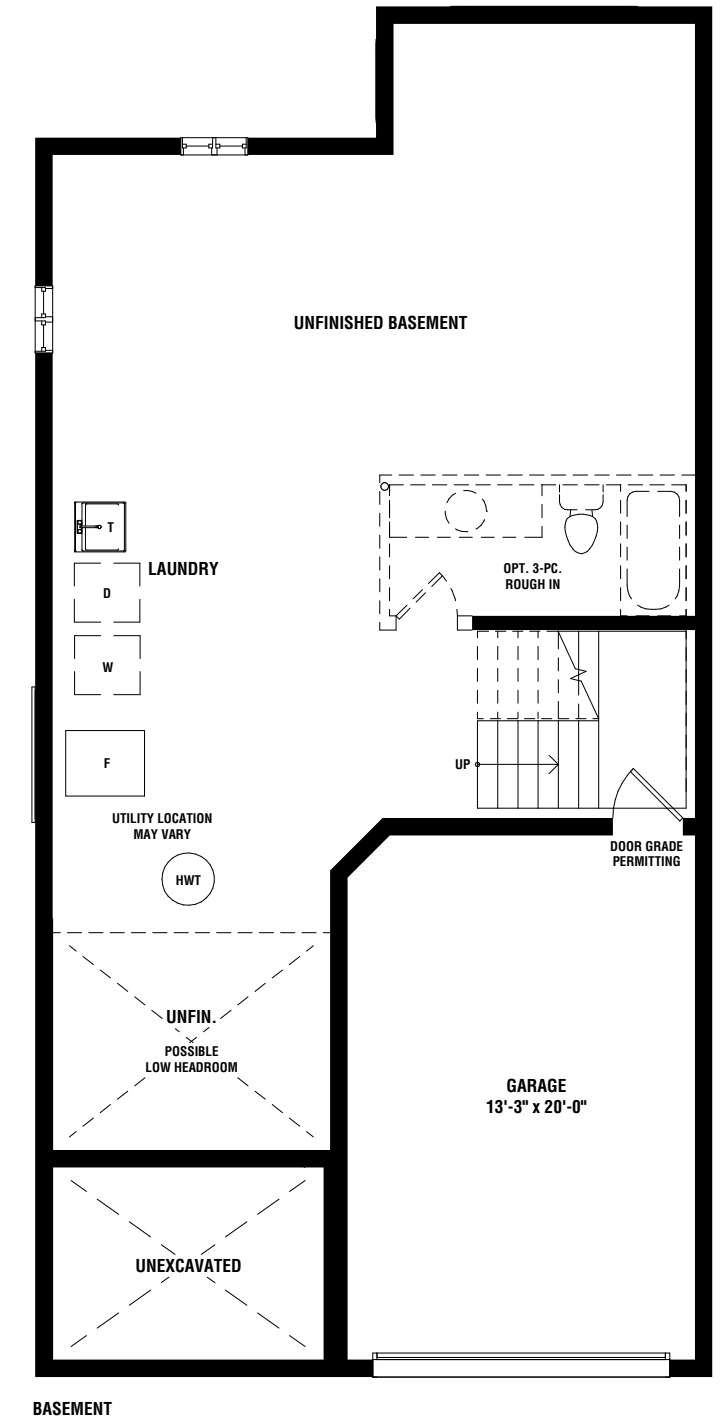 UNFINISHED BASEMENT
T
LAUNDRY
D
W
F
OPT. 3-PC.
ROUGH IN
UP
UTILITY LOCATION
MAY VARY
DOOR GRADE
PERMITTING
HWT
UNFIN.
POSSIBLE
LOW HEADROOM
GARAGE
13'-3" x 20'-0"
UNEXCAVATED
BASEMENT